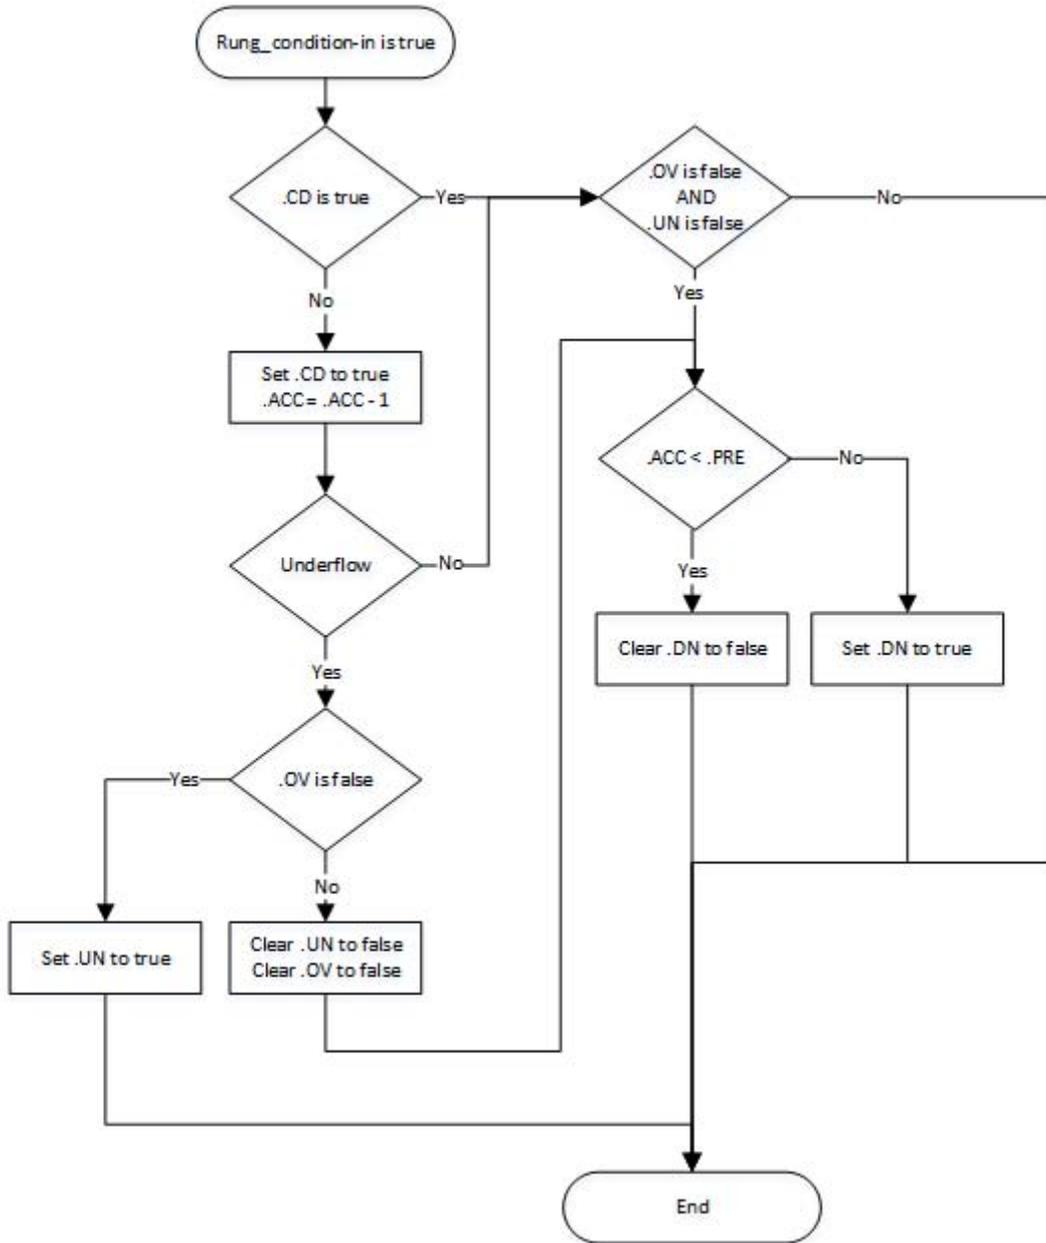 Rung_condition-in is true
.CD is true
Yes
No
Set .CD to true
.ACC = .ACC - 1
Underflow
No
Yes
.OV is false
Yes
No
Set .UN to true
Clear .UN to false
Clear .OV to false
.OV is false
AND
.UN is false
No
Yes
.ACC < .PRE
No
Yes
Clear .DN to false
Set .DN to true
End